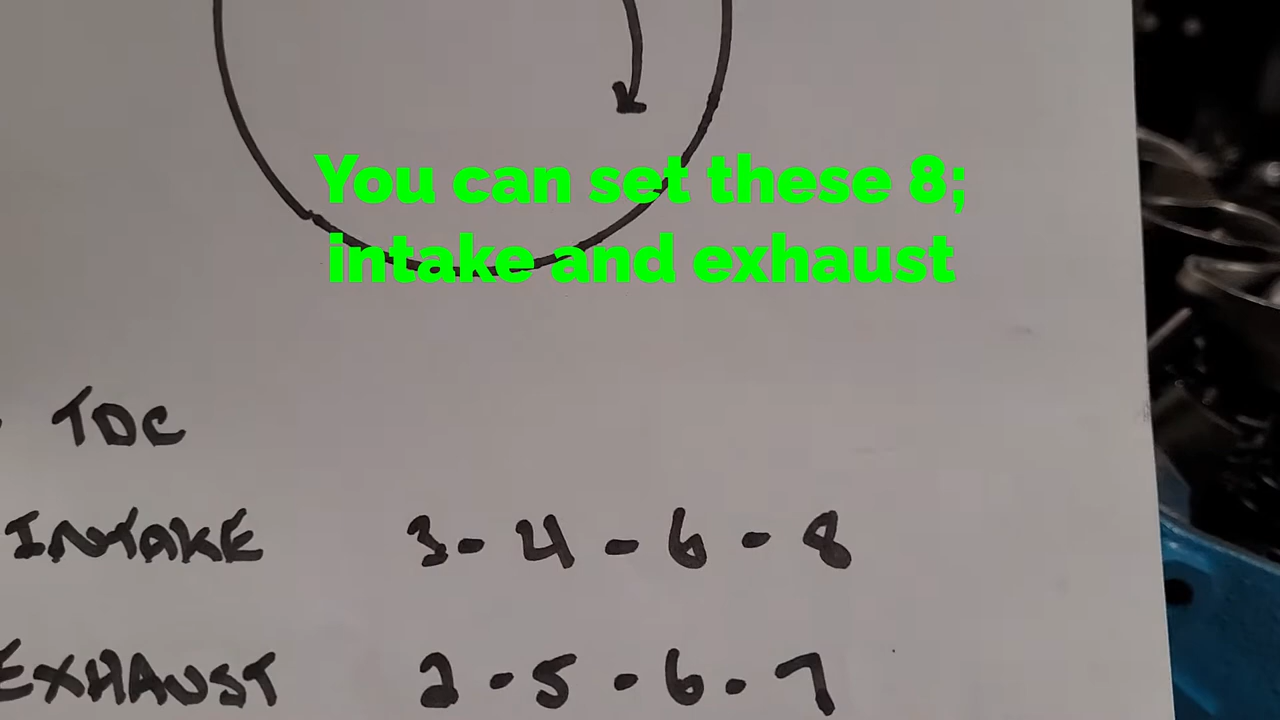 You can set these 8;
intake and exhaust
TDC
INTAKE 3-4-6-8
EXHAUST 2-5-6-7